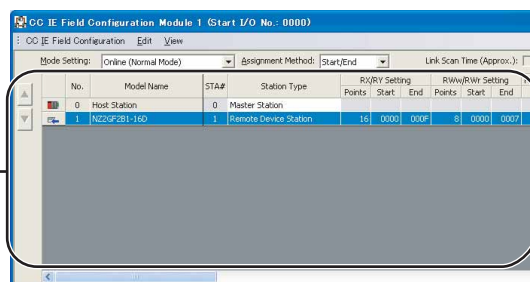 CC IE Field Configuration Module 1 (Start I/O No.: 0000)
CC IE Field Configuration Edit View
Mode Setting: Online (Normal Mode) Assignment Method: Start/End Link Scan Time (Approx.):
No. Model Name STA# Station Type RX/RY Setting RWw/RWr Setting
Points Start End Points Start End
0 Host Station 0 Master Station
1 NZ2GF2B1-16D 1 Remote Device Station 16 0000 000F 8 0000 0007